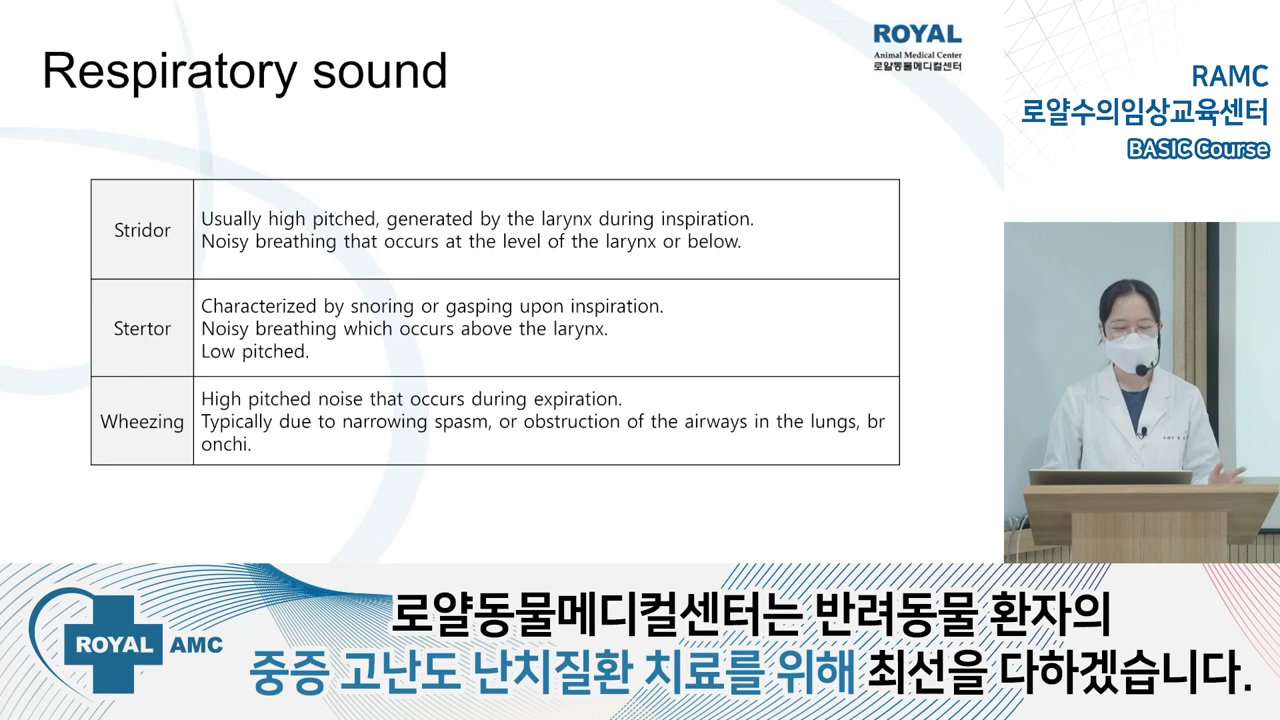 Respiratory sound
ROYAL
Animal Medical Center
로얄동물메디컬센터
RAMC
로얄수의임상교육센터
BASIC Course
Stridor
Usually high pitched, generated by the larynx during inspiration.
Noisy breathing that occurs at the level of the larynx or below.
Stertor
Characterized by snoring or gasping upon inspiration.
Noisy breathing which occurs above the larynx.
Low pitched.
Wheezing
High pitched noise that occurs during expiration.
Typically due to narrowing spasm, or obstruction of the airways in the lungs, br
onchi.
ROYAL AMC
로얄동물메디컬센터는 반려동물 환자의
중증 고난도 난치질환 치료를 위해 최선을 다하겠습니다.